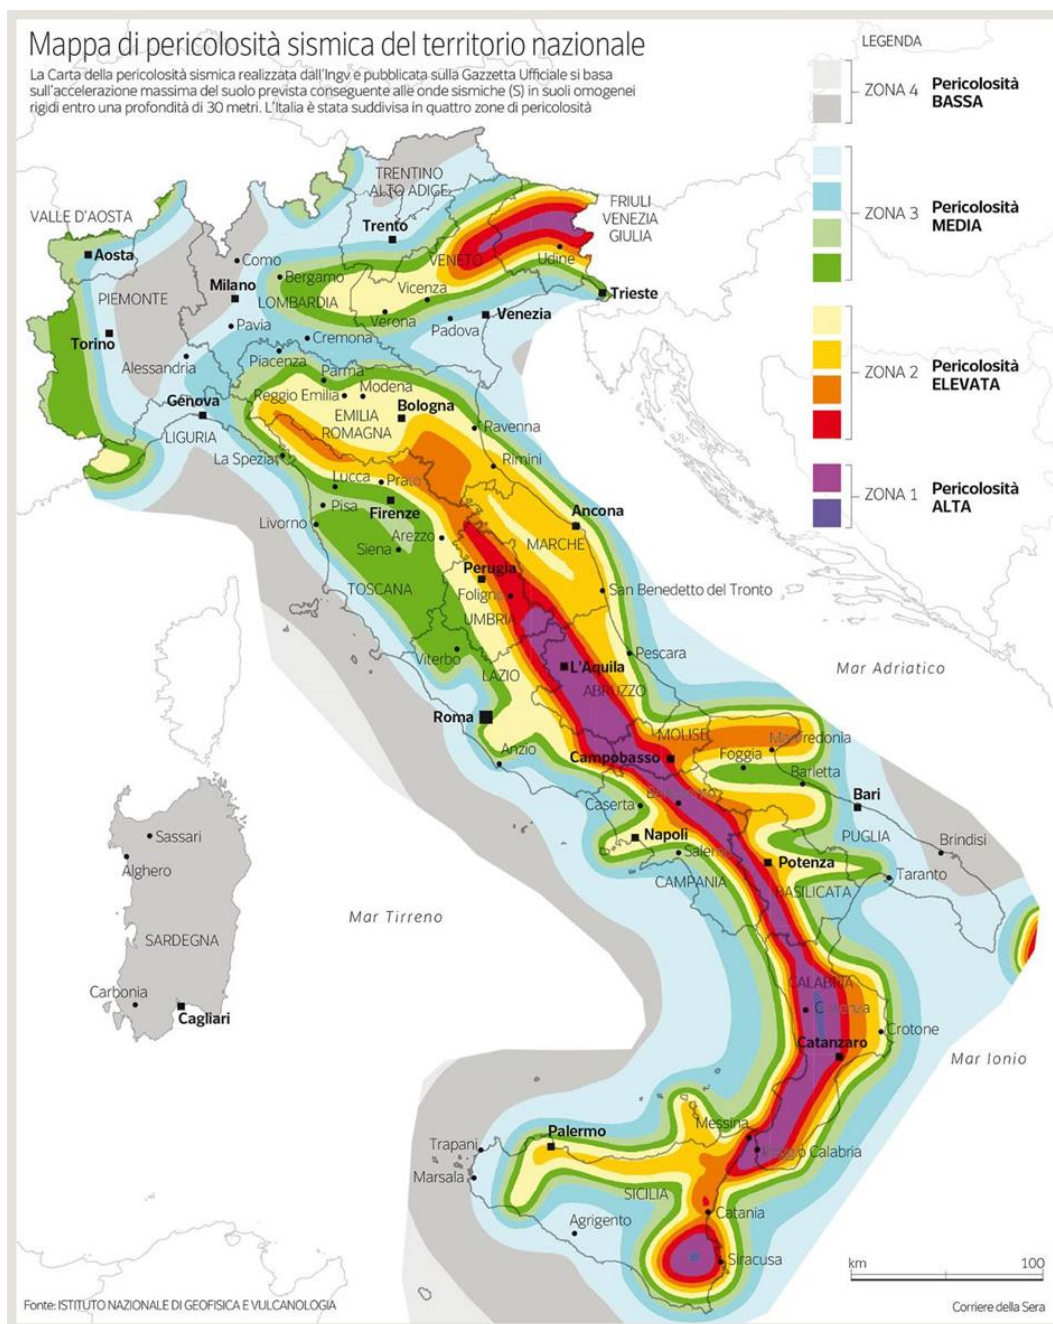 Mappa di pericolosità sismica del territorio nazionale
La Carta della pericolosità sismica realizzata dall'Ingv e pubblicata sulla Gazzetta Ufficiale si basa
sull'accelerazione massima del suolo prevista conseguente alle onde sismiche (S) in suoli omogenei
rigidi entro una profondità di 30 metri. L'Italia è stata suddivisa in quattro zone di pericolosità
LEGENDA
ZONA 4 Pericolosità
BASSA
ZONA 3 Pericolosità
MEDIA
ZONA 2 Pericolosità
ELEVATA
ZONA 1 Pericolosità
ALTA
TRENTINO
ALTO ADIGE
FRIULI
VENEZIA
GIULIA
VALLE D'AOSTA
Trento
Aosta
Como
VENETO
Udine
Bergamo
Milano
PIEMONTE
LOMBARDIA
Vicenza
Trieste
Verona
Venezia
Padova
Pavia
Torino
Cremona
Alessandria
Piacenza
Parma
Reggio Emilia
Modena
Genova
Bologna
EMILIA
ROMAGNA
LIGURIA
Ravenna
La Spezia
Rimini
Lucca
Prato
Pisa
Firenze
Ancona
Livorno
Arezzo
Siena
MARCHE
Perugia
TOSCANA
Foligno
San Benedetto del Tronto
UMBRIA
Viterbo
Pescara
L'Aquila
Mar Adriatico
LAZIO
ABRUZZO
Roma
MOLISE
Manfredonia
Anzio
Campobasso
Foggia
Barletta
Caserta
Bari
Napoli
PUGLIA
Sassari
Brindisi
Salerno
Potenza
Alghero
Taranto
CAMPANIA
BASILICATA
Mar Tirreno
SARDEGNA
CALABRIA
Carbonia
Cagliari
Cosenza
Crotone
Catanzaro
Mar Ionio
Messina
Palermo
Trapani
Reggio Calabria
Marsala
SICILIA
Catania
Agrigento
Siracusa
km 100
Fonte: ISTITUTO NAZIONALE DI GEOFISICA E VULCANOLOGIA
Corriere della Sera